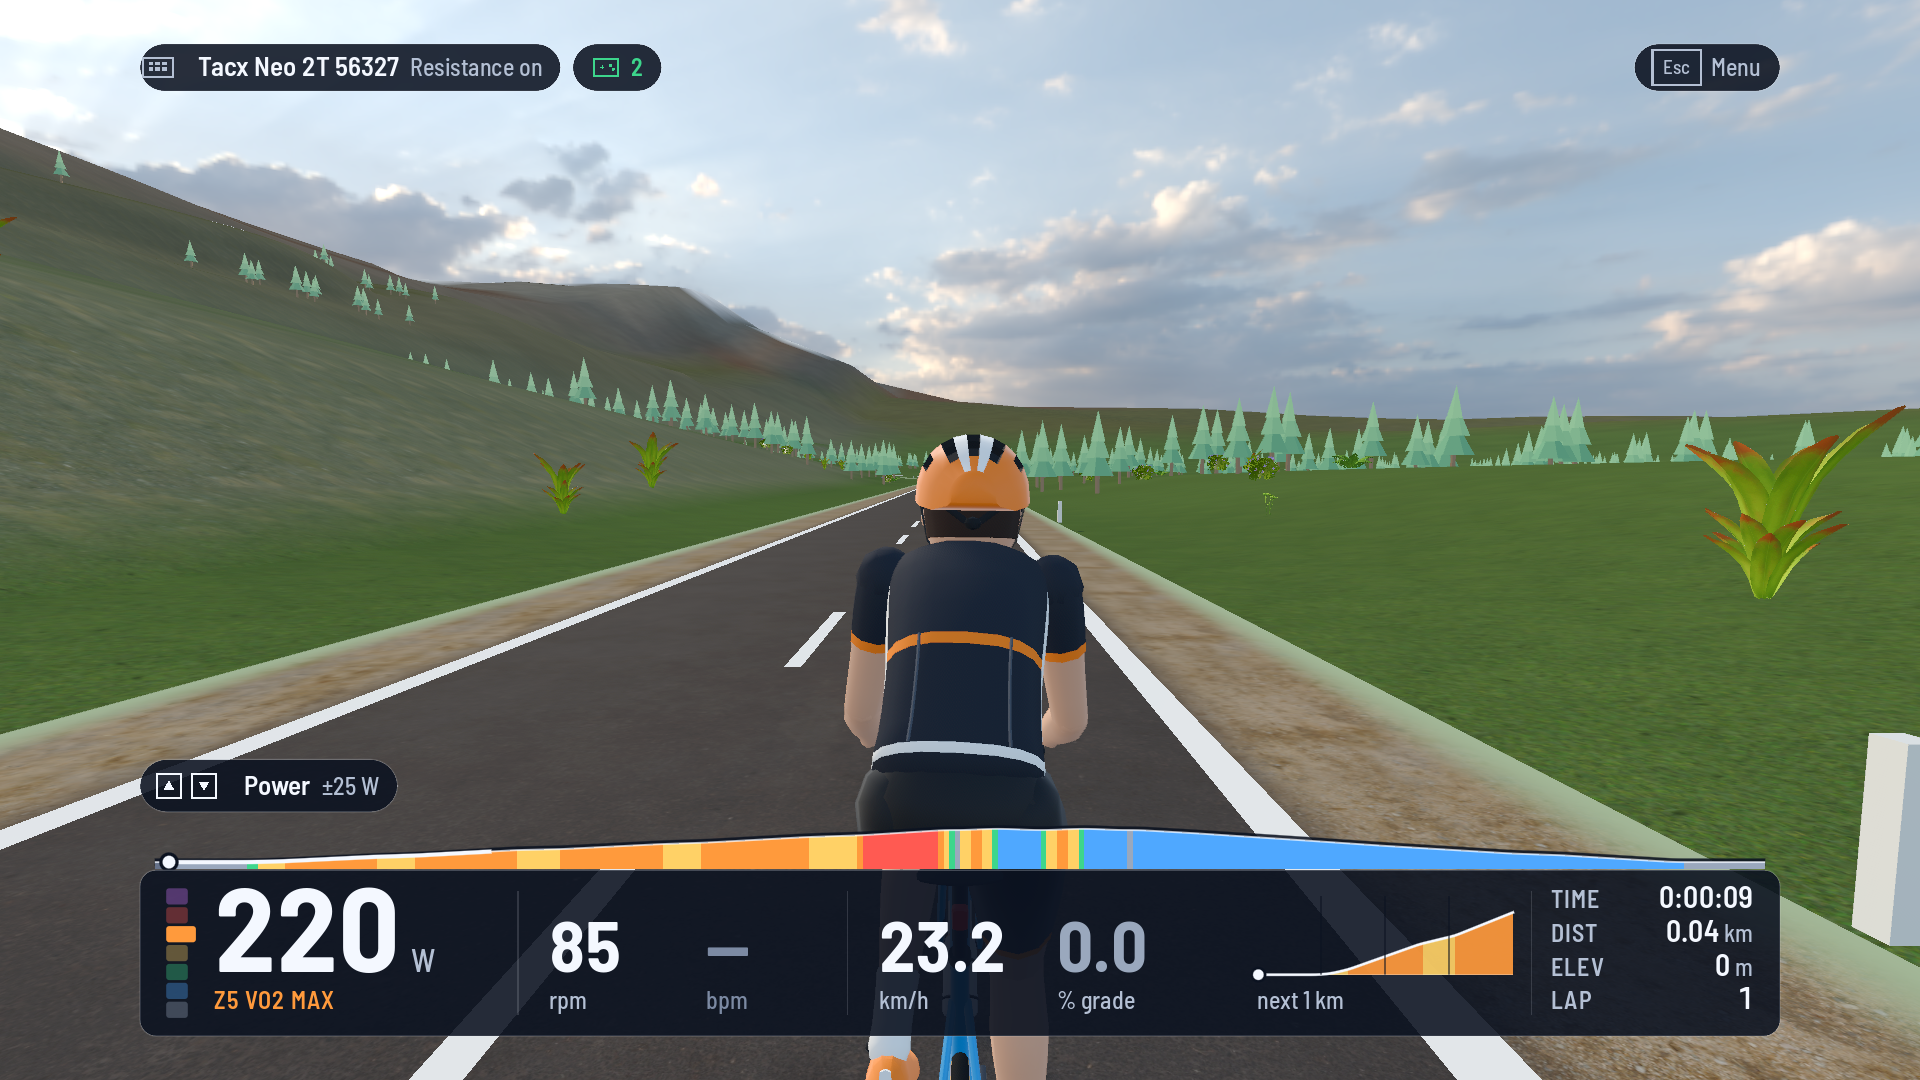 Tacx Neo 2T 56327 Resistance on
2
Esc Menu
Power ±25 W
220 W
Z5 VO2 MAX
85
rpm
—
bpm
23.2
km/h
0.0
% grade
next 1 km
TIME 0:00:09
DIST 0.04 km
ELEV 0 m
LAP 1